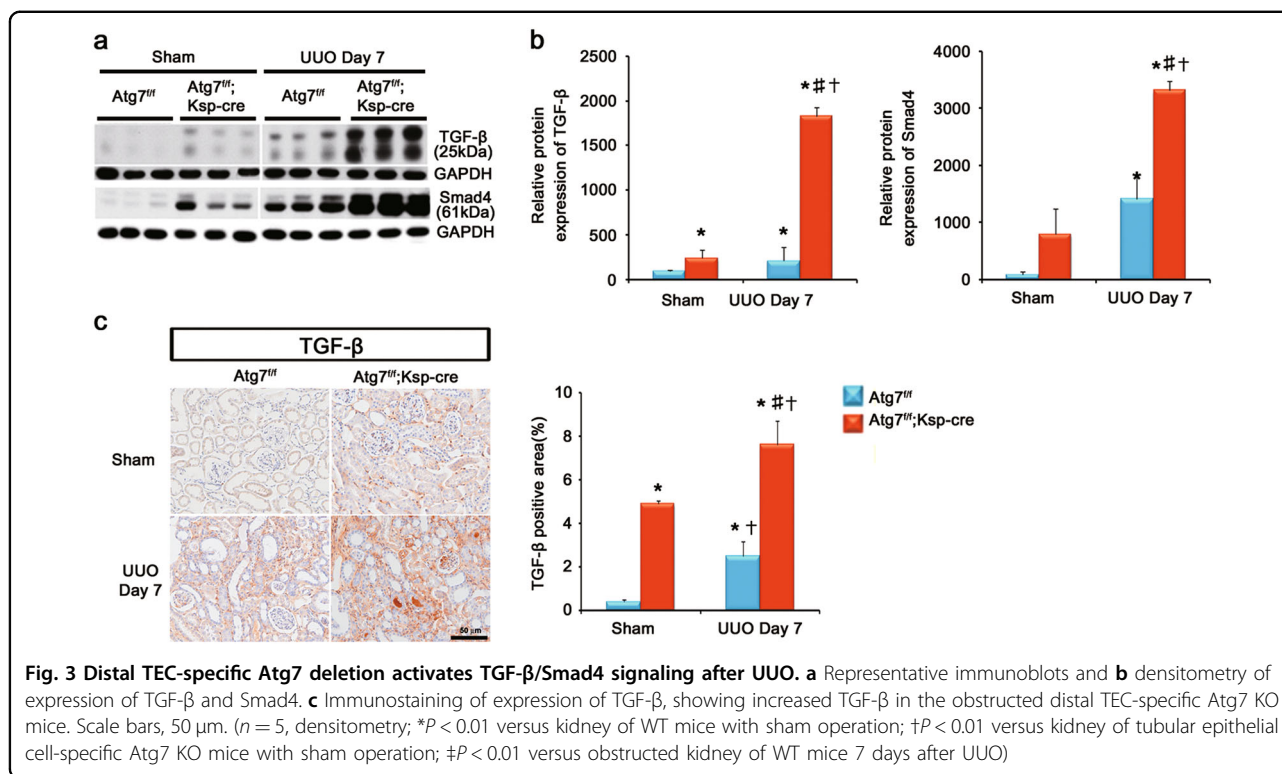 a
Sham UUO Day 7
Atg7f/f Atg7f/f; Ksp-cre Atg7f/f Atg7f/f; Ksp-cre
TGF-β
(25kDa)
GAPDH
Smad4
(61kDa)
GAPDH
b
Relative protein
expression of TGF-β
2500
2000
1500
1000
500
0
*
*
*⌗†
Sham UUO Day 7
Relative protein
expression of Smad4
4000
3000
2000
1000
0
*
*⌗†
Sham UUO Day 7
c
TGF-β
Atg7f/f Atg7f/f;Ksp-cre
Sham
UUO
Day 7
50 μm
TGF-β positive area(%)
10
8
6
4
2
0
*
* †
* ⌗†
Sham UUO Day 7
Atg7f/f
Atg7f/f;Ksp-cre
Fig. 3 Distal TEC-specific Atg7 deletion activates TGF-β/Smad4 signaling after UUO. a Representative immunoblots and b densitometry of
expression of TGF-β and Smad4. c Immunostaining of expression of TGF-β, showing increased TGF-β in the obstructed distal TEC-specific Atg7 KO
mice. Scale bars, 50 μm. (n = 5, densitometry; *P < 0.01 versus kidney of WT mice with sham operation; †P < 0.01 versus kidney of tubular epithelial
cell-specific Atg7 KO mice with sham operation; ‡P < 0.01 versus obstructed kidney of WT mice 7 days after UUO)